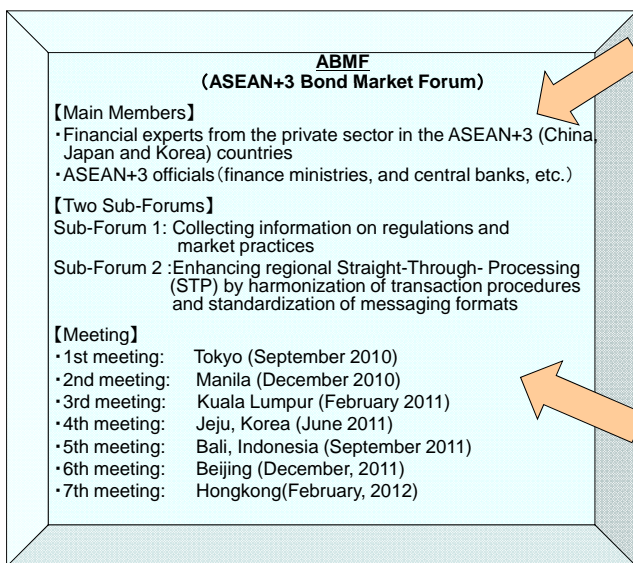 ABMF
（ASEAN+3 Bond Market Forum）
【Main Members】
・Financial experts from the private sector in the ASEAN+3 (China,
Japan and Korea) countries
・ASEAN+3 officials（finance ministries, and central banks, etc.）
【Two Sub-Forums】
Sub-Forum 1: Collecting information on regulations and
market practices
Sub-Forum 2 :Enhancing regional Straight-Through- Processing
(STP) by harmonization of transaction procedures
and standardization of messaging formats
【Meeting】
・1st meeting: Tokyo (September 2010)
・2nd meeting: Manila (December 2010)
・3rd meeting: Kuala Lumpur (February 2011)
・4th meeting: Jeju, Korea (June 2011)
・5th meeting: Bali, Indonesia (September 2011)
・6th meeting: Beijing (December, 2011)
・7th meeting: Hongkong(February, 2012)